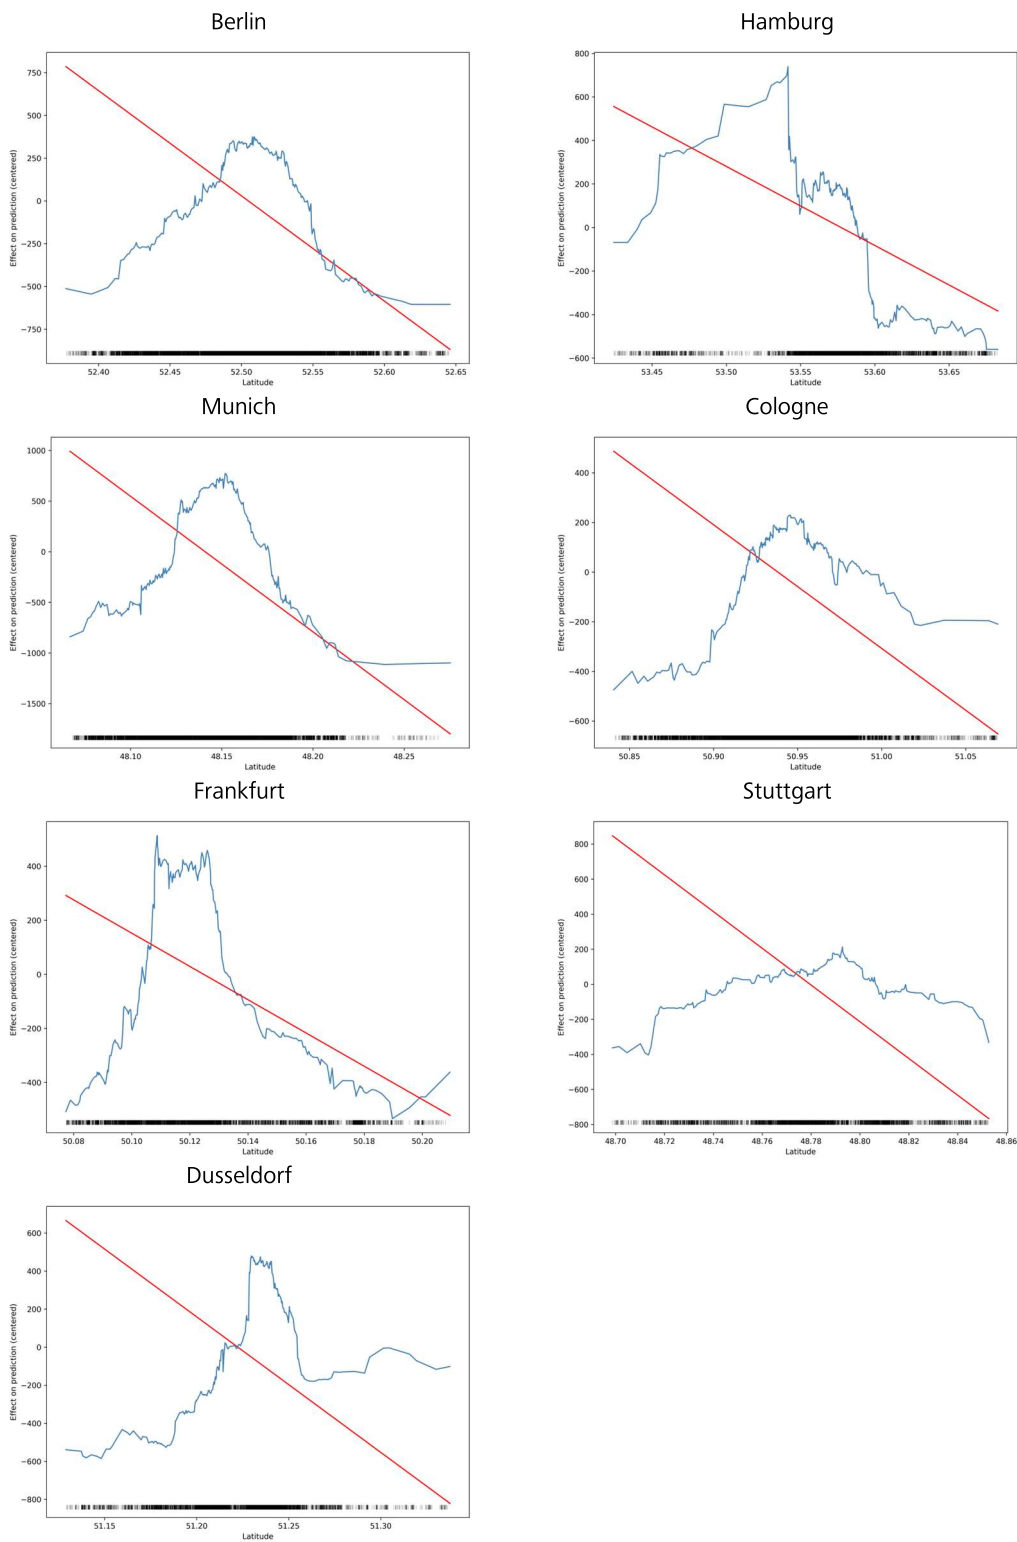 Berlin
Hamburg
Effect on prediction (centered)
750
500
250
0
−250
−500
−750
52.40 52.45 52.50 52.55 52.60 52.65
Latitude
Effect on prediction (centered)
800
600
400
200
0
−200
−400
−600
53.45 53.50 53.55 53.60 53.65
Latitude
Munich
Cologne
Effect on prediction (centered)
1000
500
0
−500
−1000
−1500
48.10 48.15 48.20 48.25
Latitude
Effect on prediction (centered)
400
200
0
−200
−400
−600
50.85 50.90 50.95 51.00 51.05
Latitude
Frankfurt
Stuttgart
Effect on prediction (centered)
400
200
0
−200
−400
50.08 50.10 50.12 50.14 50.16 50.18 50.20
Latitude
Effect on prediction (centered)
800
600
400
200
0
−200
−400
−600
−800
48.70 48.72 48.74 48.76 48.78 48.80 48.82 48.84 48.86
Latitude
Dusseldorf
Effect on prediction (centered)
600
400
200
0
−200
−400
−600
−800
51.15 51.20 51.25 51.30
Latitude